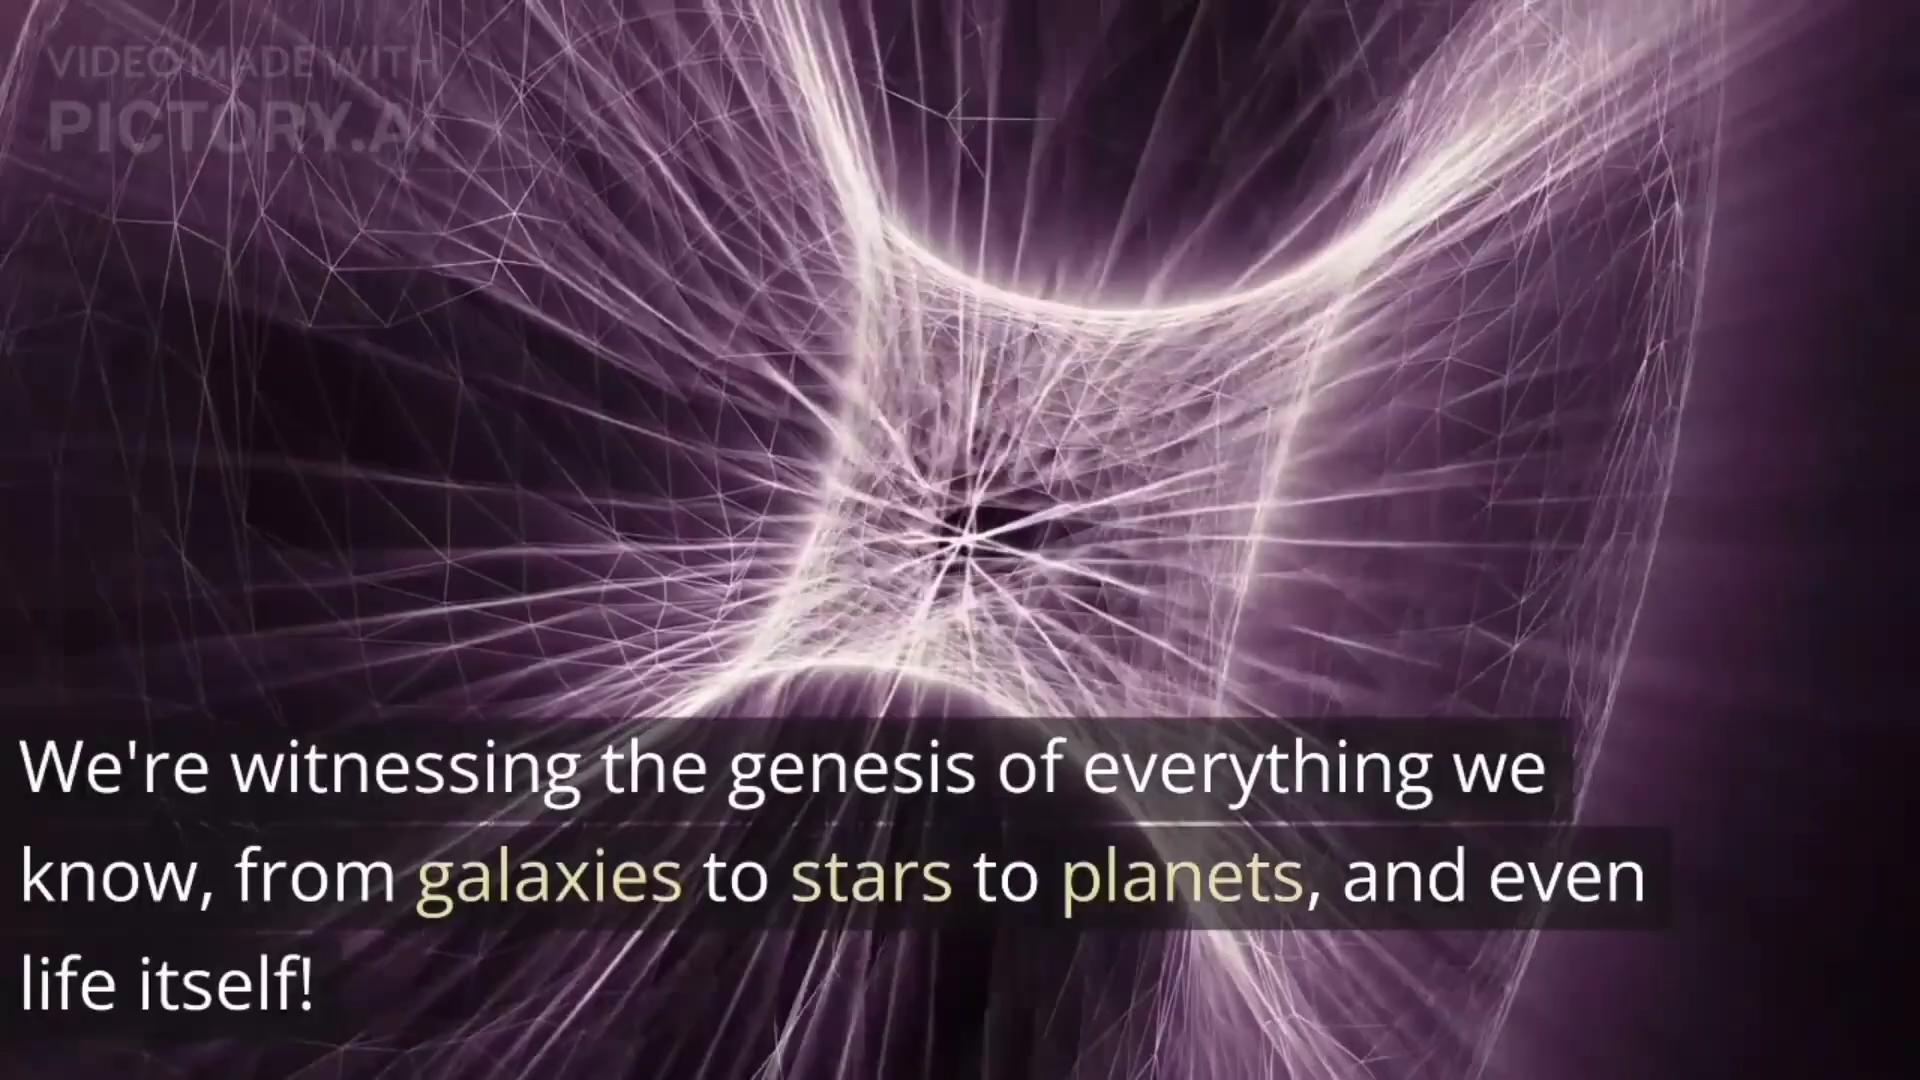 VIDEO MADE WITH
PICTORY.AI
We're witnessing the genesis of everything we
know, from galaxies to stars to planets, and even
life itself!